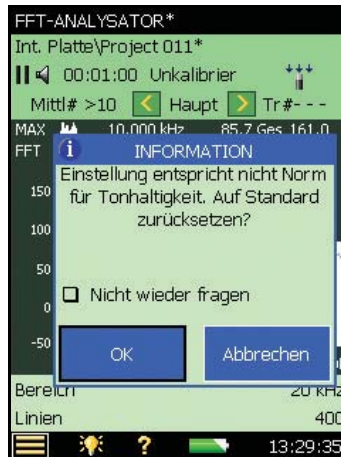 FFT-ANALYSATOR*
Int. Platte\Project 011*
00:01:00 Unkalibrier
Mittl# >10 < Haupt > Tr#---
MAX 10.000 kHz 85.7 Ges 161.0
FFT
i INFORMATION
Einstellung entspricht nicht Norm
für Tonhaltigkeit. Auf Standard
zurücksetzen?
150
100
50
0
-50
Nicht wieder fragen
OK Abbrechen
Bereich 20 kHz
Linien 400
? 13:29:35